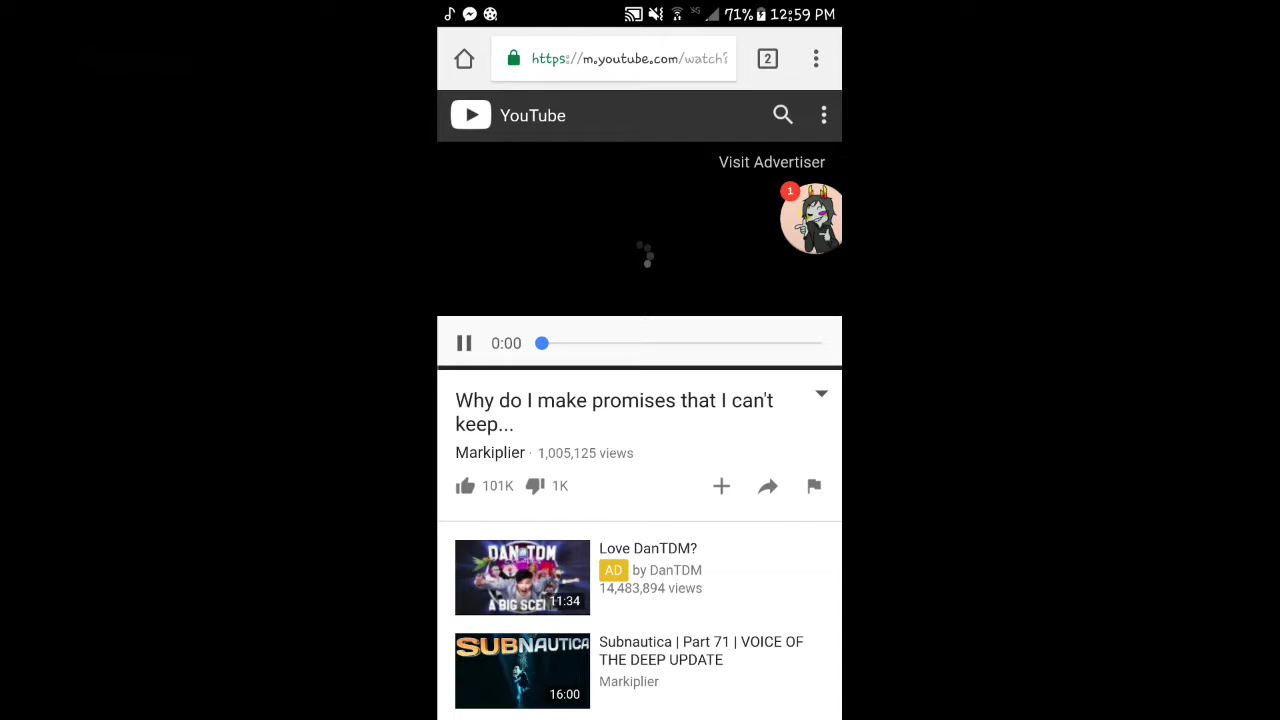 3G 71% 12:59 PM
https://m.youtube.com/watch?
2
YouTube
Visit Advertiser
1
0:00
Why do I make promises that I can't
keep...
Markiplier · 1,005,125 views
101K 1K
DAN TDM
A BIG SCE
11:34
Love DanTDM?
AD by DanTDM
14,483,894 views
SUBNAUTICA
16:00
Subnautica | Part 71 | VOICE OF
THE DEEP UPDATE
Markiplier